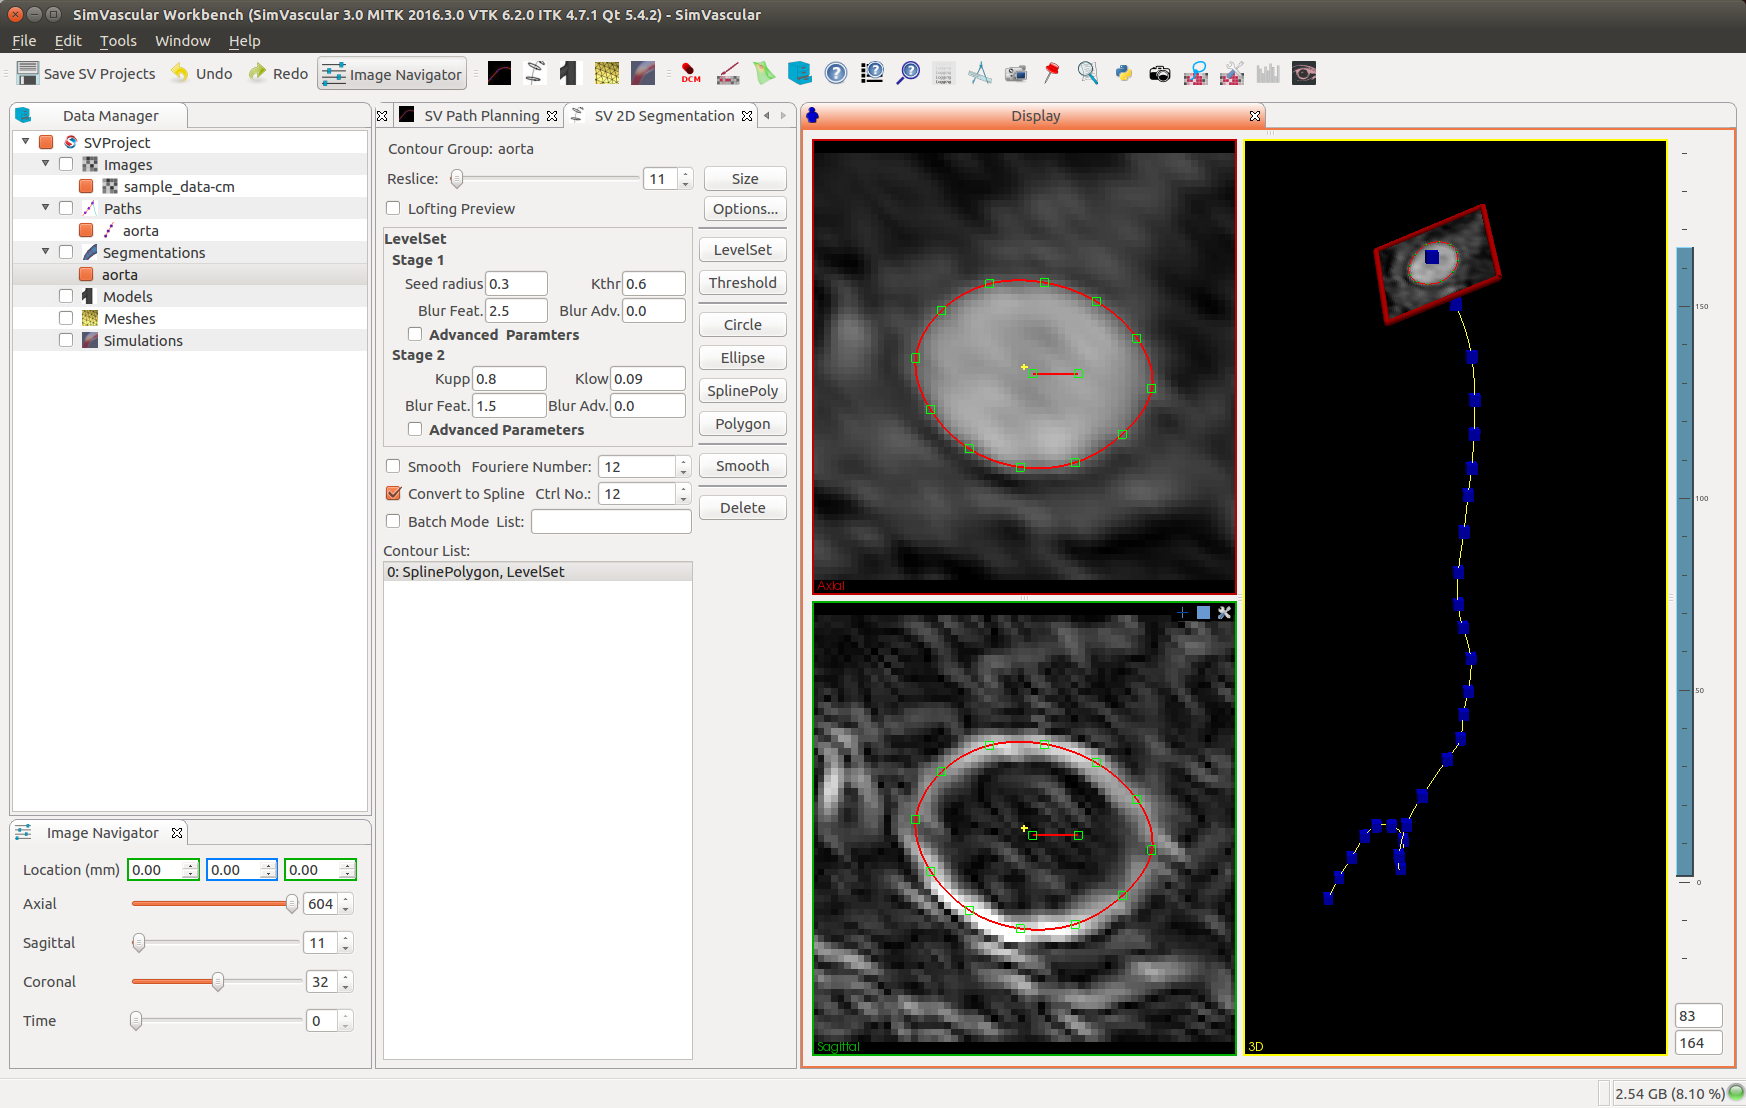 SimVascular Workbench (SimVascular 3.0 MITK 2016.3.0 VTK 6.2.0 ITK 4.7.1 Qt 5.4.2) - SimVascular
File Edit Tools Window Help
Save SV Projects Undo Redo Image Navigator DCM
Data Manager
SVProject
Images
sample_data-cm
Paths
aorta
Segmentations
aorta
Models
Meshes
Simulations
Image Navigator
Location (mm) 0.00 0.00 0.00
Axial 604
Sagittal 11
Coronal 32
Time 0
SV Path Planning SV 2D Segmentation
Contour Group: aorta
Reslice: 11 Size
Lofting Preview Options...
LevelSet
Stage 1
Seed radius 0.3 Kthr 0.6
Blur Feat. 2.5 Blur Adv. 0.0
Advanced Paramters
Stage 2
Kupp 0.8 Klow 0.09
Blur Feat. 1.5 Blur Adv. 0.0
Advanced Parameters
LevelSet
Threshold
Circle
Ellipse
SplinePoly
Polygon
Smooth
Delete
Smooth Fouriere Number: 12
Convert to Spline Ctrl No.: 12
Batch Mode List:
Contour List:
0: SplinePolygon, LevelSet
Display
Axial
Sagittal
3D
150
100
50
0
83
164
2.54 GB (8.10 %)